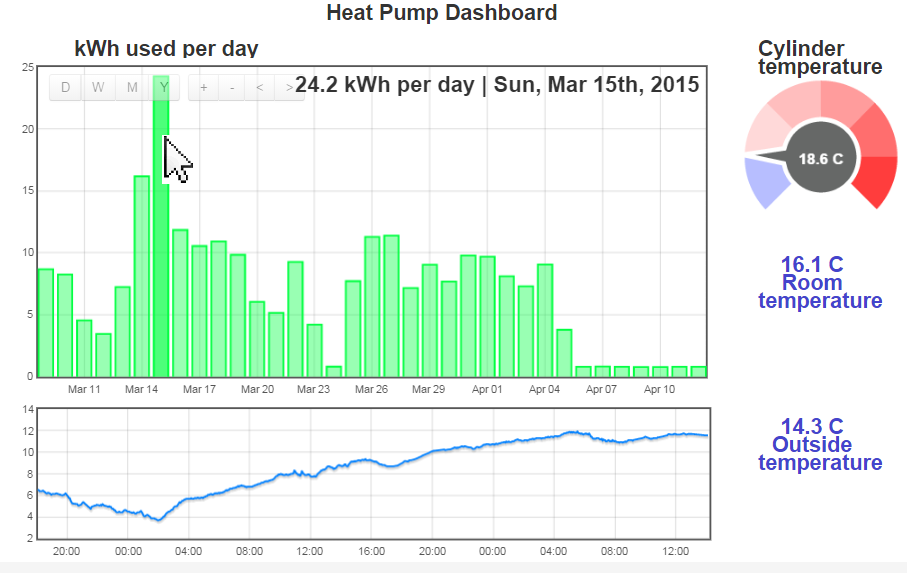 Heat Pump Dashboard
kWh used per day
25
20
15
10
5
0
D W M Y + - < >
24.2 kWh per day | Sun, Mar 15th, 2015
Mar 11 Mar 14 Mar 17 Mar 20 Mar 23 Mar 26 Mar 29 Apr 01 Apr 04 Apr 07 Apr 10
14
12
10
8
6
4
2
20:00 00:00 04:00 08:00 12:00 16:00 20:00 00:00 04:00 08:00 12:00
Cylinder
temperature
18.6 C
16.1 C
Room
temperature
14.3 C
Outside
temperature